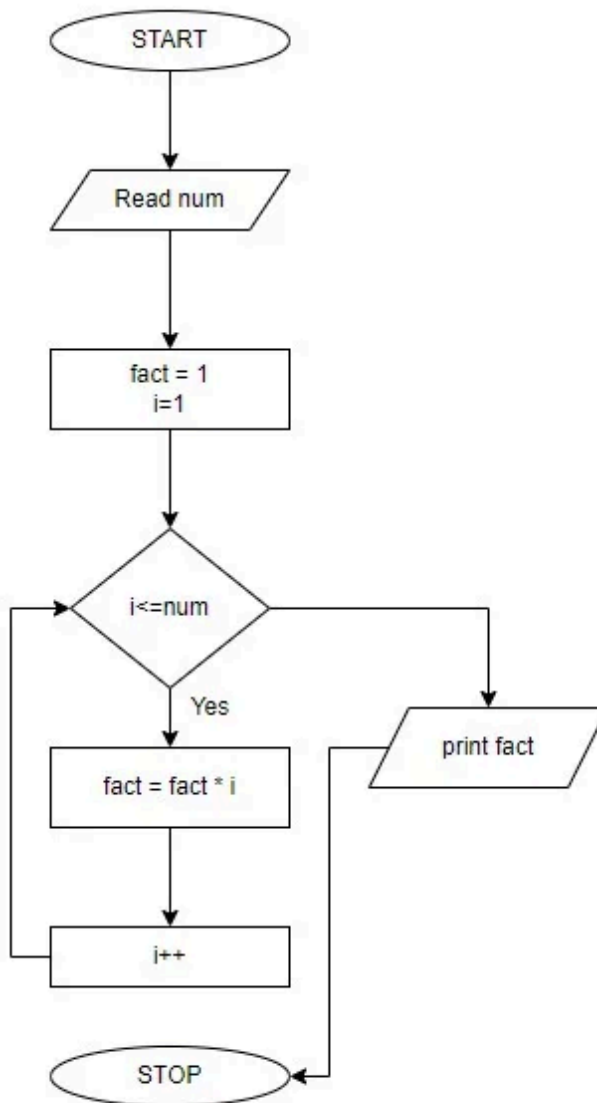 START
Read num
fact = 1
i=1
i<=num
Yes
fact = fact * i
i++
print fact
STOP